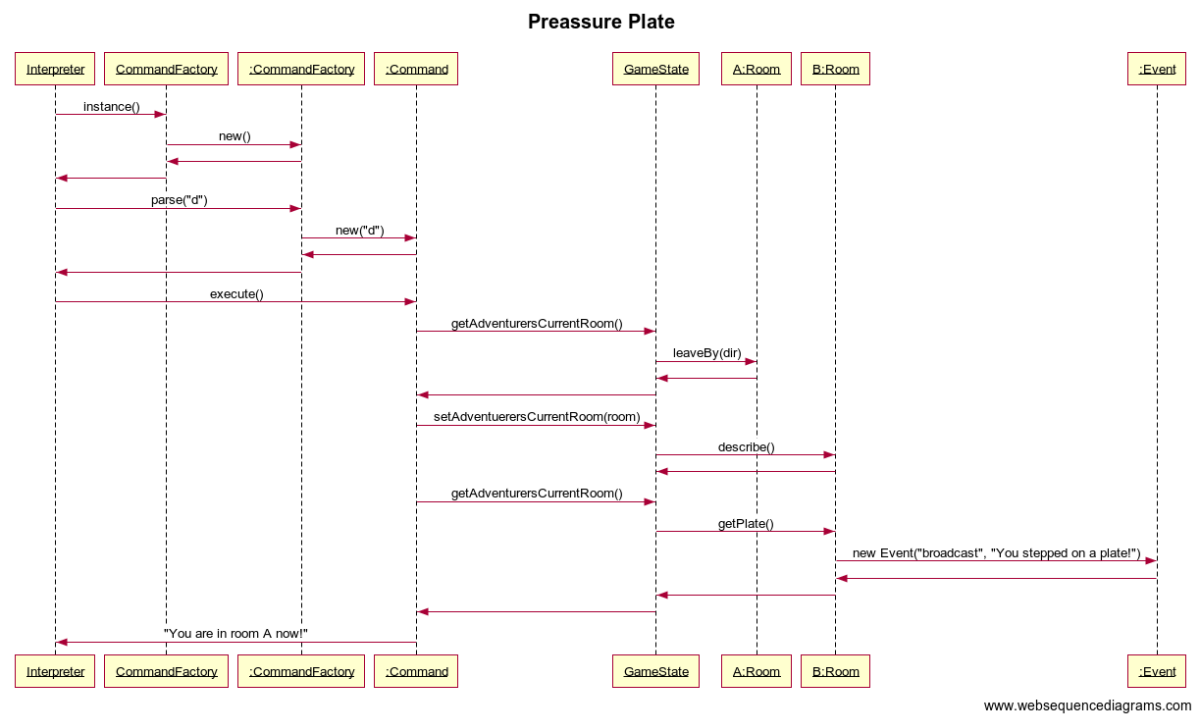 Preassure Plate
Interpreter CommandFactory :CommandFactory :Command GameState A:Room B:Room :Event
instance()
new()
parse("d")
new("d")
execute()
getAdventurersCurrentRoom()
leaveBy(dir)
setAdventuerersCurrentRoom(room)
describe()
getAdventurersCurrentRoom()
getPlate()
new Event("broadcast", "You stepped on a plate!")
"You are in room A now!"
Interpreter CommandFactory :CommandFactory :Command GameState A:Room B:Room :Event
www.websequencediagrams.com